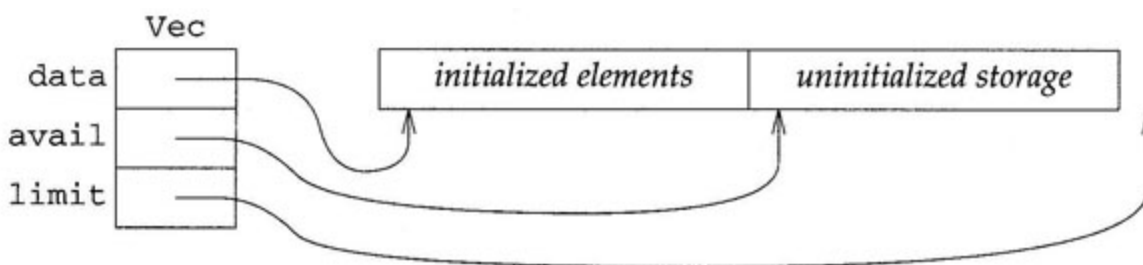 Vec
data
initialized elements
uninitialized storage
avail
limit